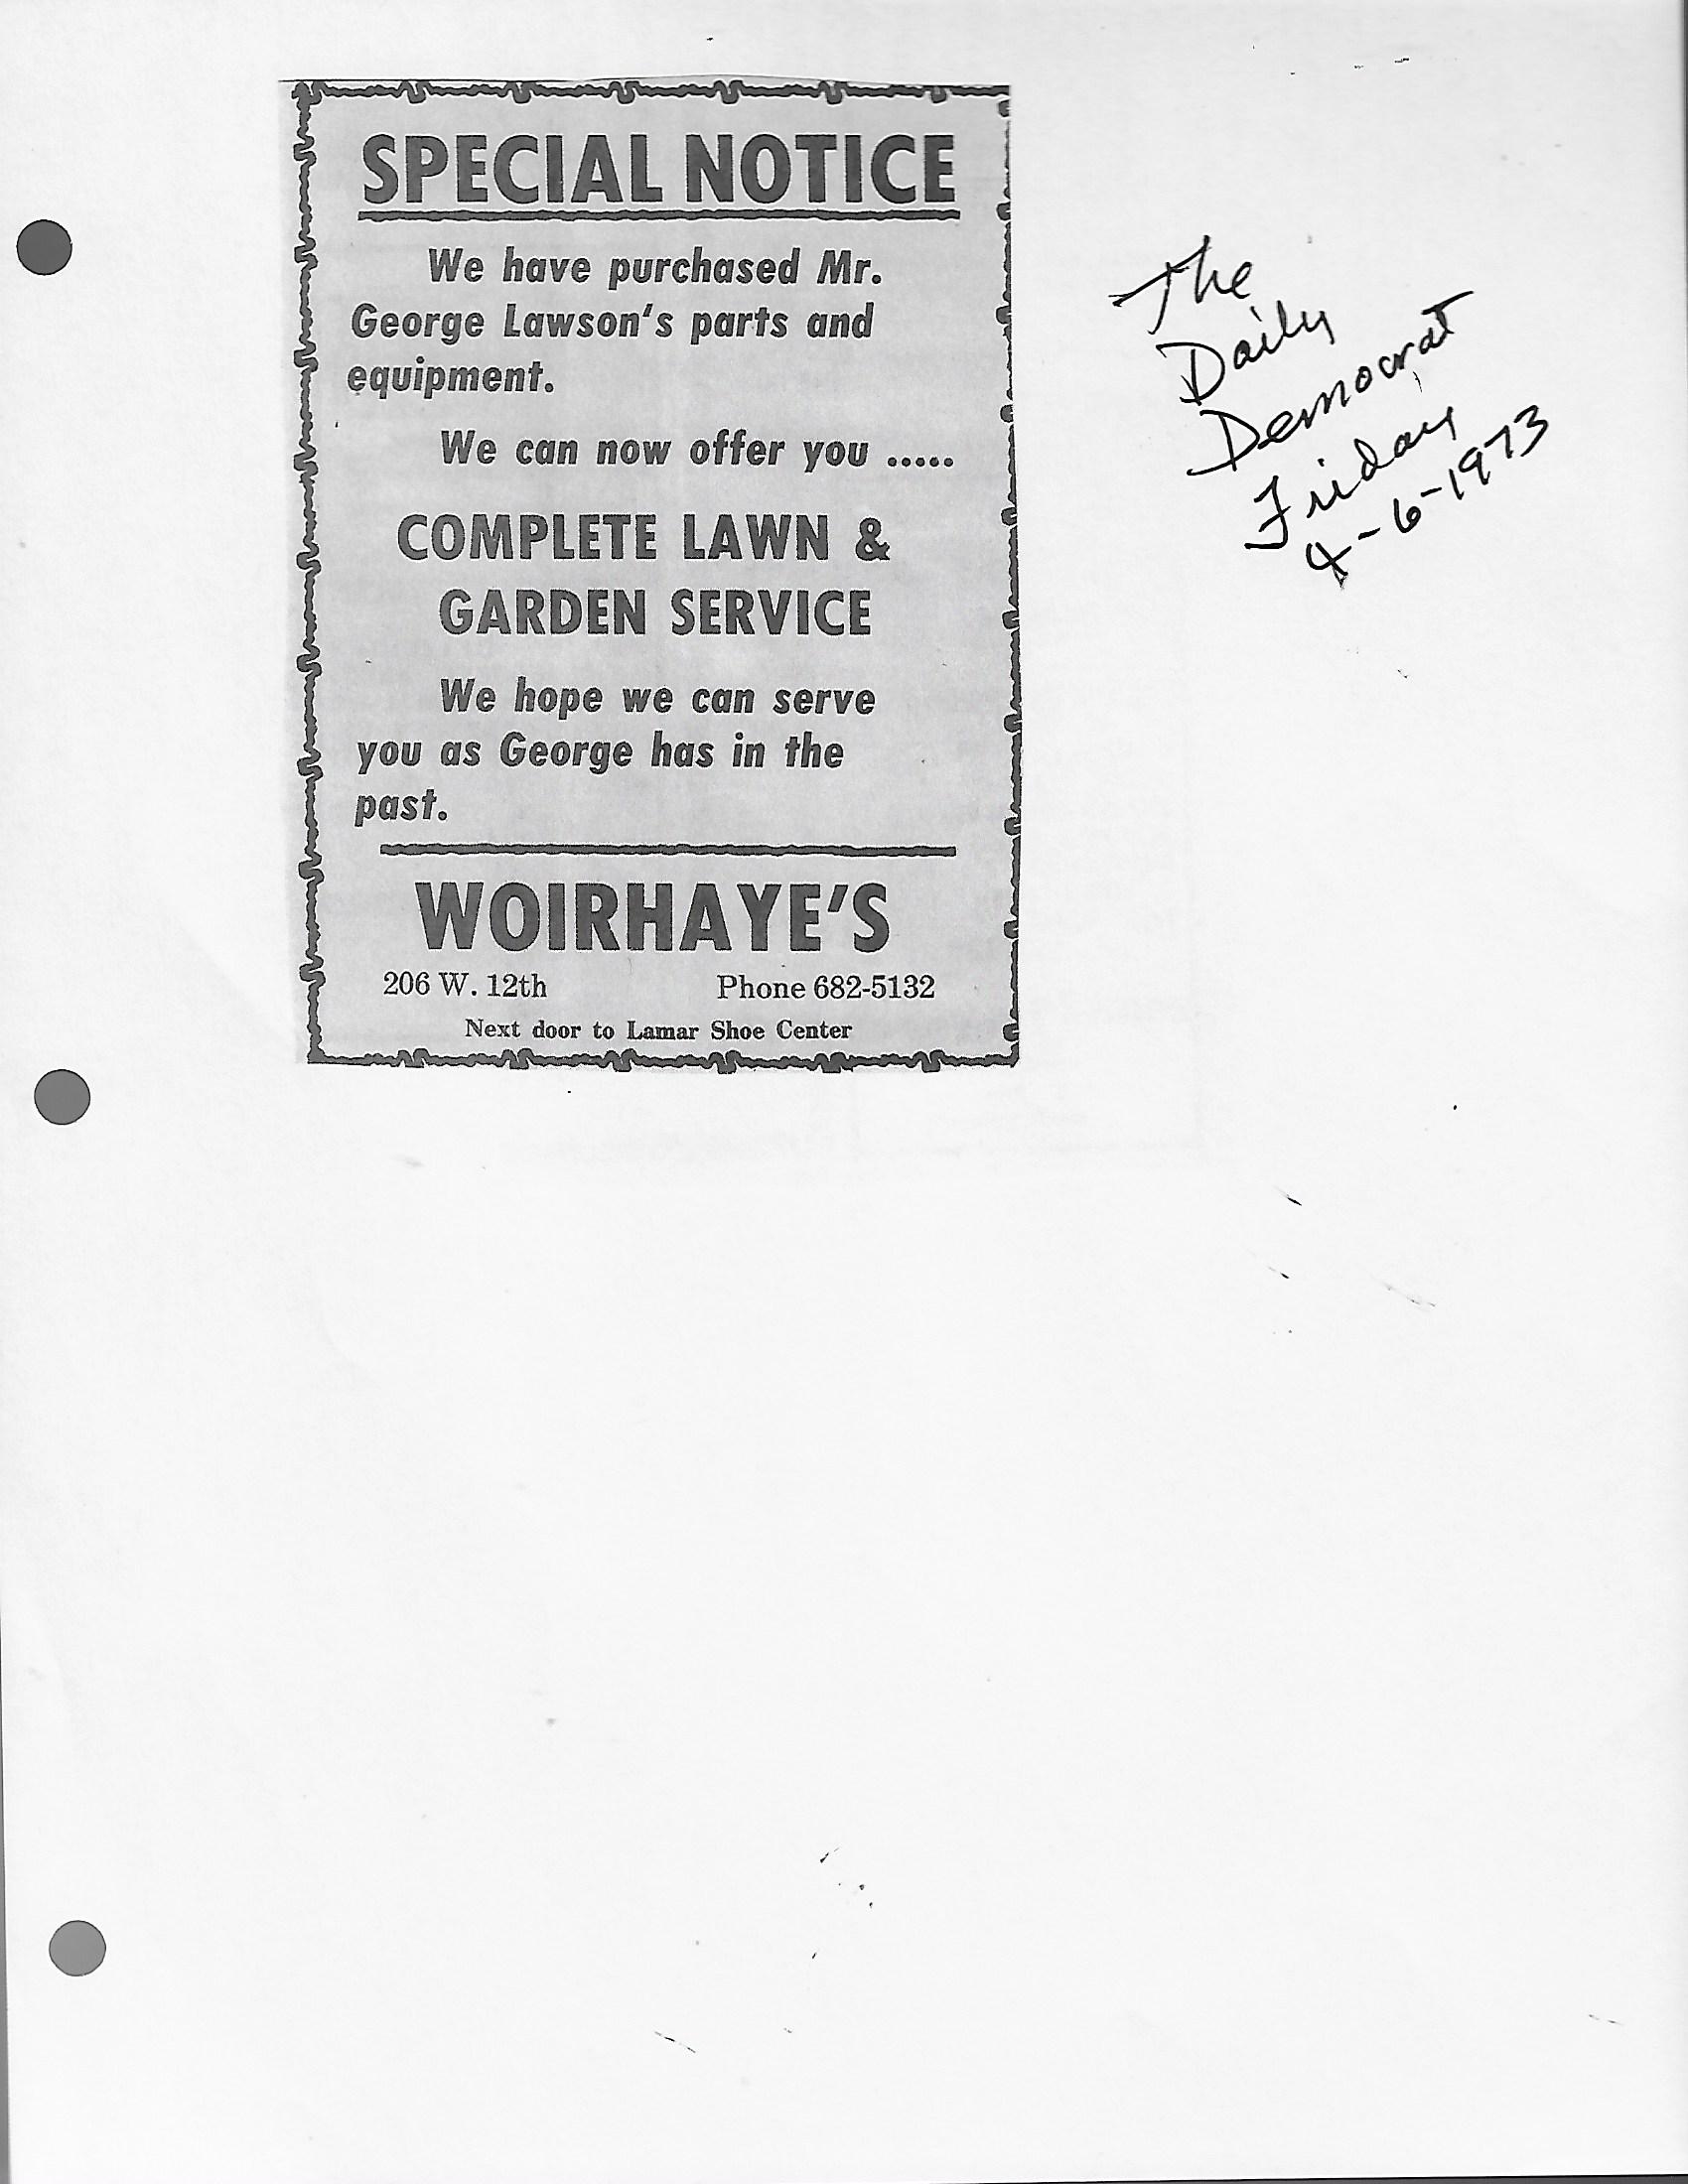 SPECIAL NOTICE
We have purchased Mr.
George Lawson's parts and
equipment.
We can now offer you .....
COMPLETE LAWN &
GARDEN SERVICE
We hope we can serve
you as George has in the
past.
WOIRHAYE'S
206 W. 12th Phone 682-5132
Next door to Lamar Shoe Center
The
Daily
Democrat
Friday
4-6-1973